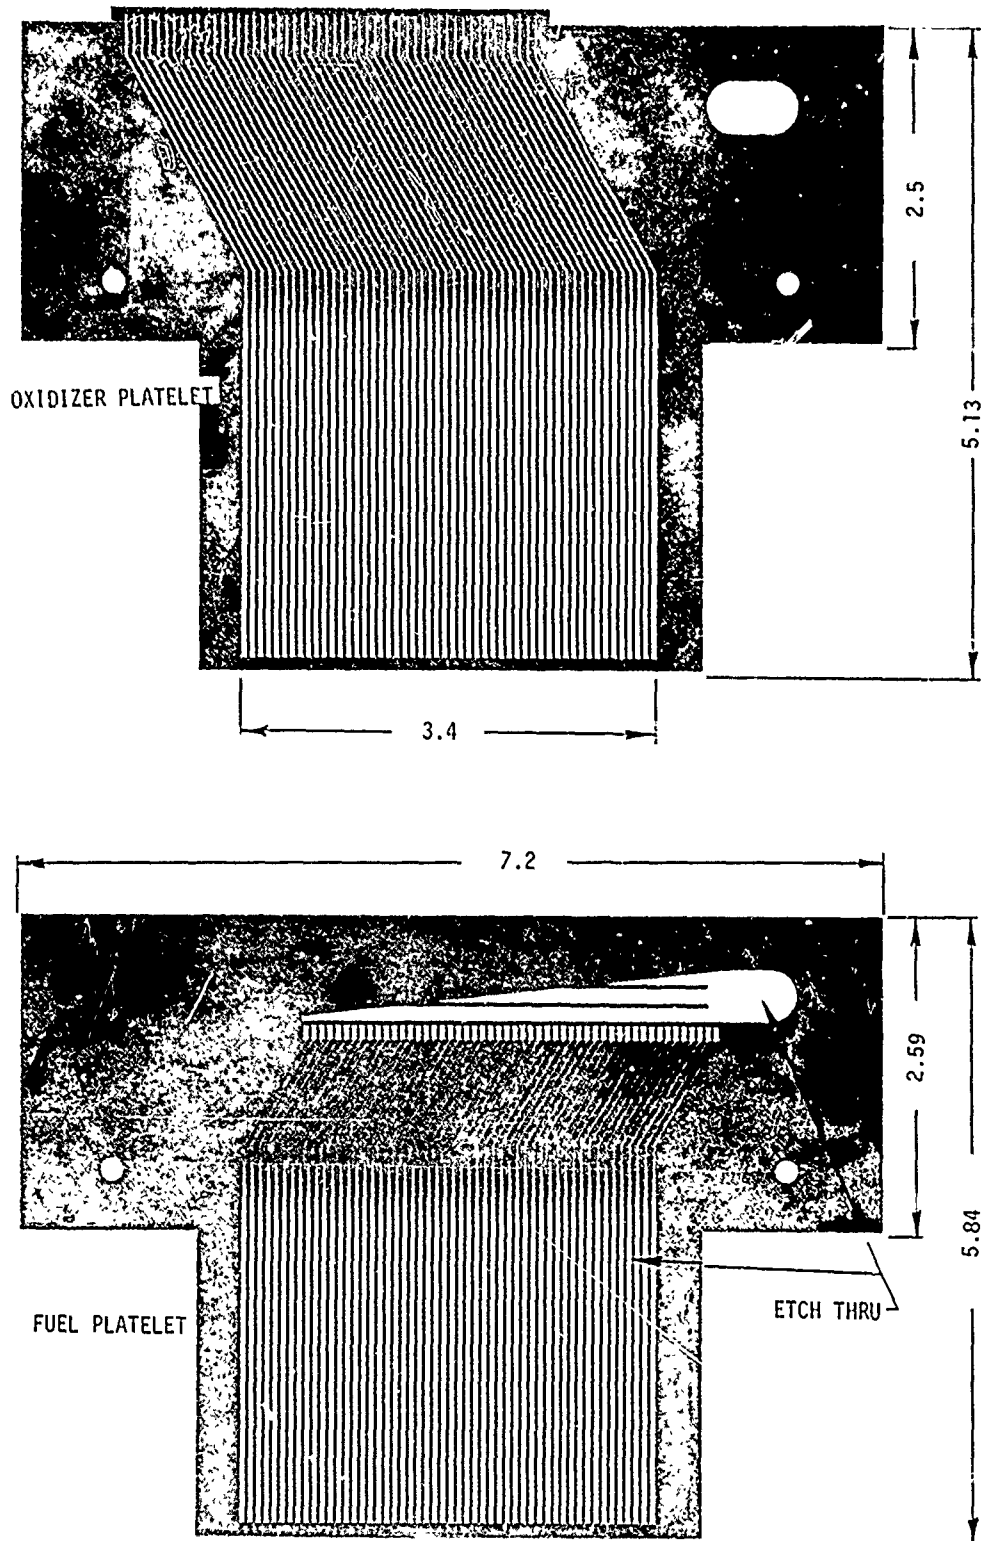 2.5
OXIDIZER PLATELET
5.13
3.4
7.2
2.59
5.84
FUEL PLATELET
ETCH THRU